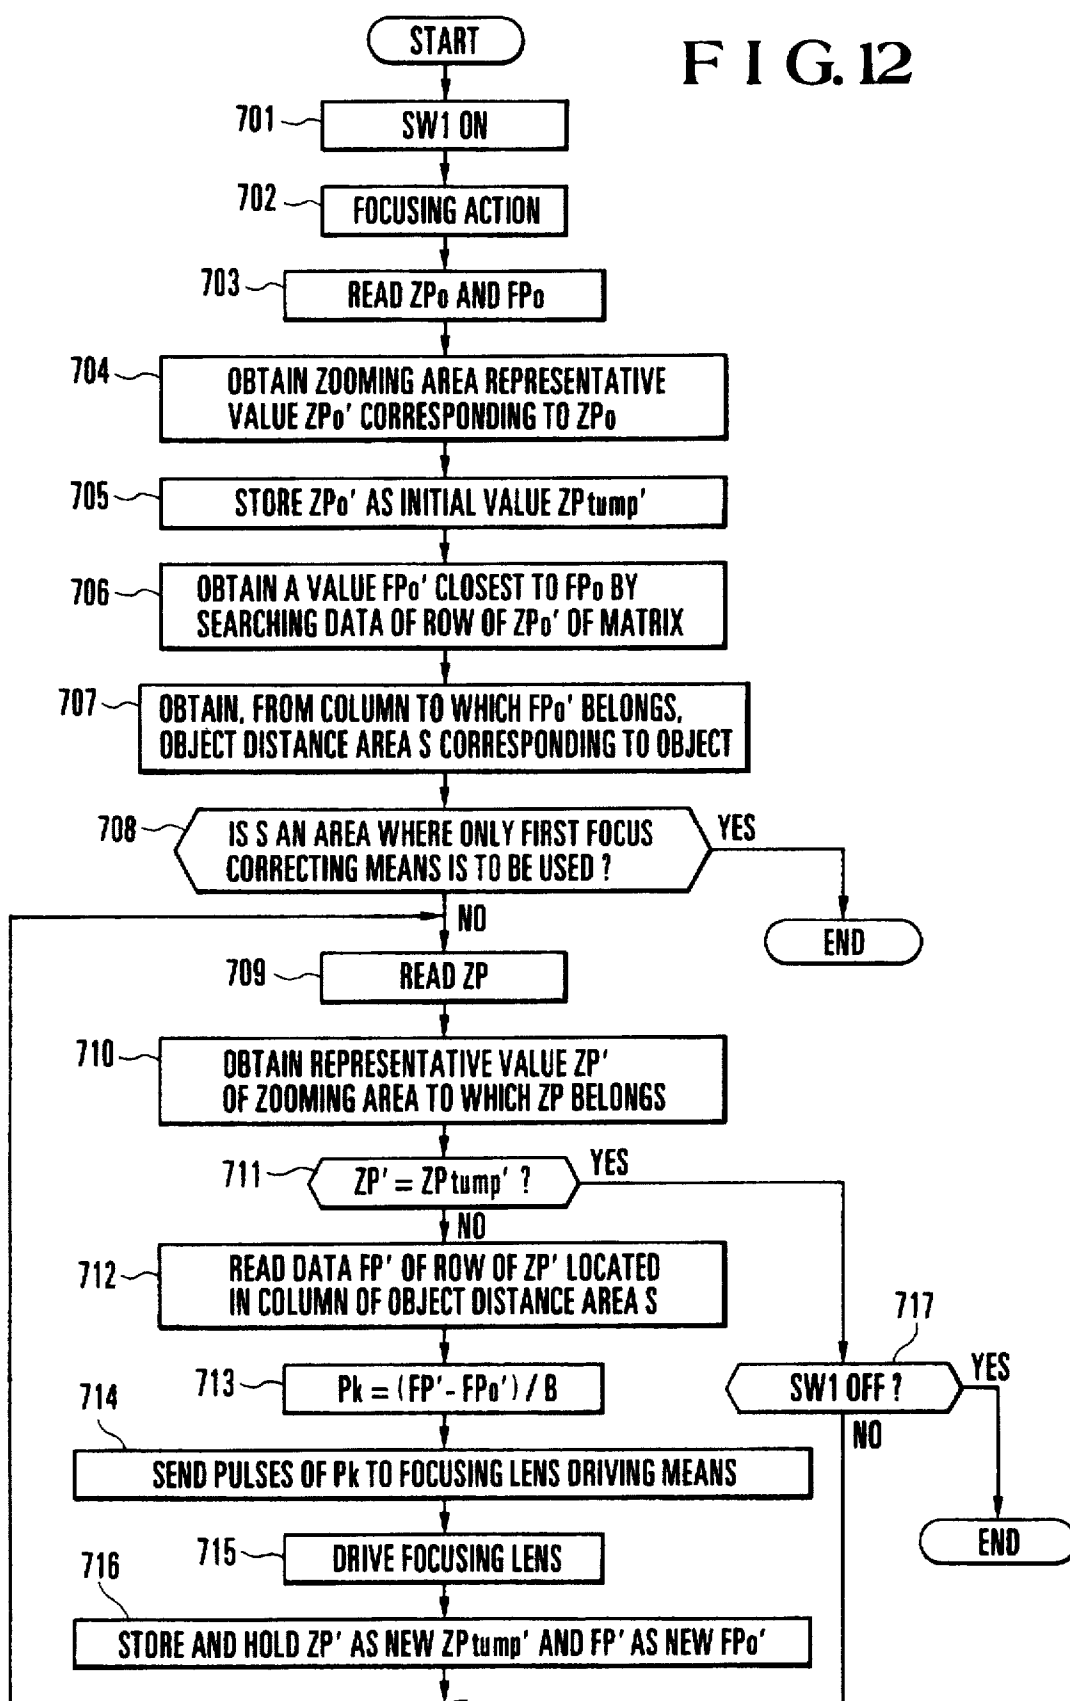 START
F I G. 12
701
SW1 ON
702
FOCUSING ACTION
703
READ ZPo AND FPo
704
OBTAIN ZOOMING AREA REPRESENTATIVE
VALUE ZPo' CORRESPONDING TO ZPo
705
STORE ZPo' AS INITIAL VALUE ZPtump'
706
OBTAIN A VALUE FPo' CLOSEST TO FPo BY
SEARCHING DATA OF ROW OF ZPo' OF MATRIX
707
OBTAIN, FROM COLUMN TO WHICH FPo' BELONGS,
OBJECT DISTANCE AREA S CORRESPONDING TO OBJECT
708
IS S AN AREA WHERE ONLY FIRST FOCUS
CORRECTING MEANS IS TO BE USED ?
YES
NO
END
709
READ ZP
710
OBTAIN REPRESENTATIVE VALUE ZP'
OF ZOOMING AREA TO WHICH ZP BELONGS
711
ZP' = ZPtump' ?
YES
NO
712
READ DATA FP' OF ROW OF ZP' LOCATED
IN COLUMN OF OBJECT DISTANCE AREA S
717
SW1 OFF ?
YES
NO
END
713
Pk = (FP' - FPo') / B
714
SEND PULSES OF Pk TO FOCUSING LENS DRIVING MEANS
715
DRIVE FOCUSING LENS
716
STORE AND HOLD ZP' AS NEW ZPtump' AND FP' AS NEW FPo'